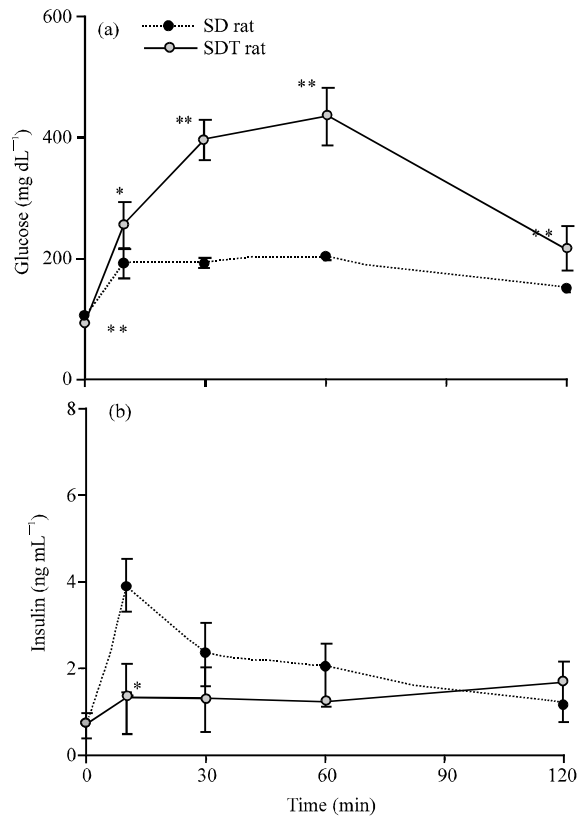 600
(a)
SD rat
SDT rat
**
**
400
*
Glucose (mg dL⁻¹)
**
200
**
0
8
(b)
6
Insulin (ng mL⁻¹)
4
2
*
0
0 30 60 90 120
Time (min)